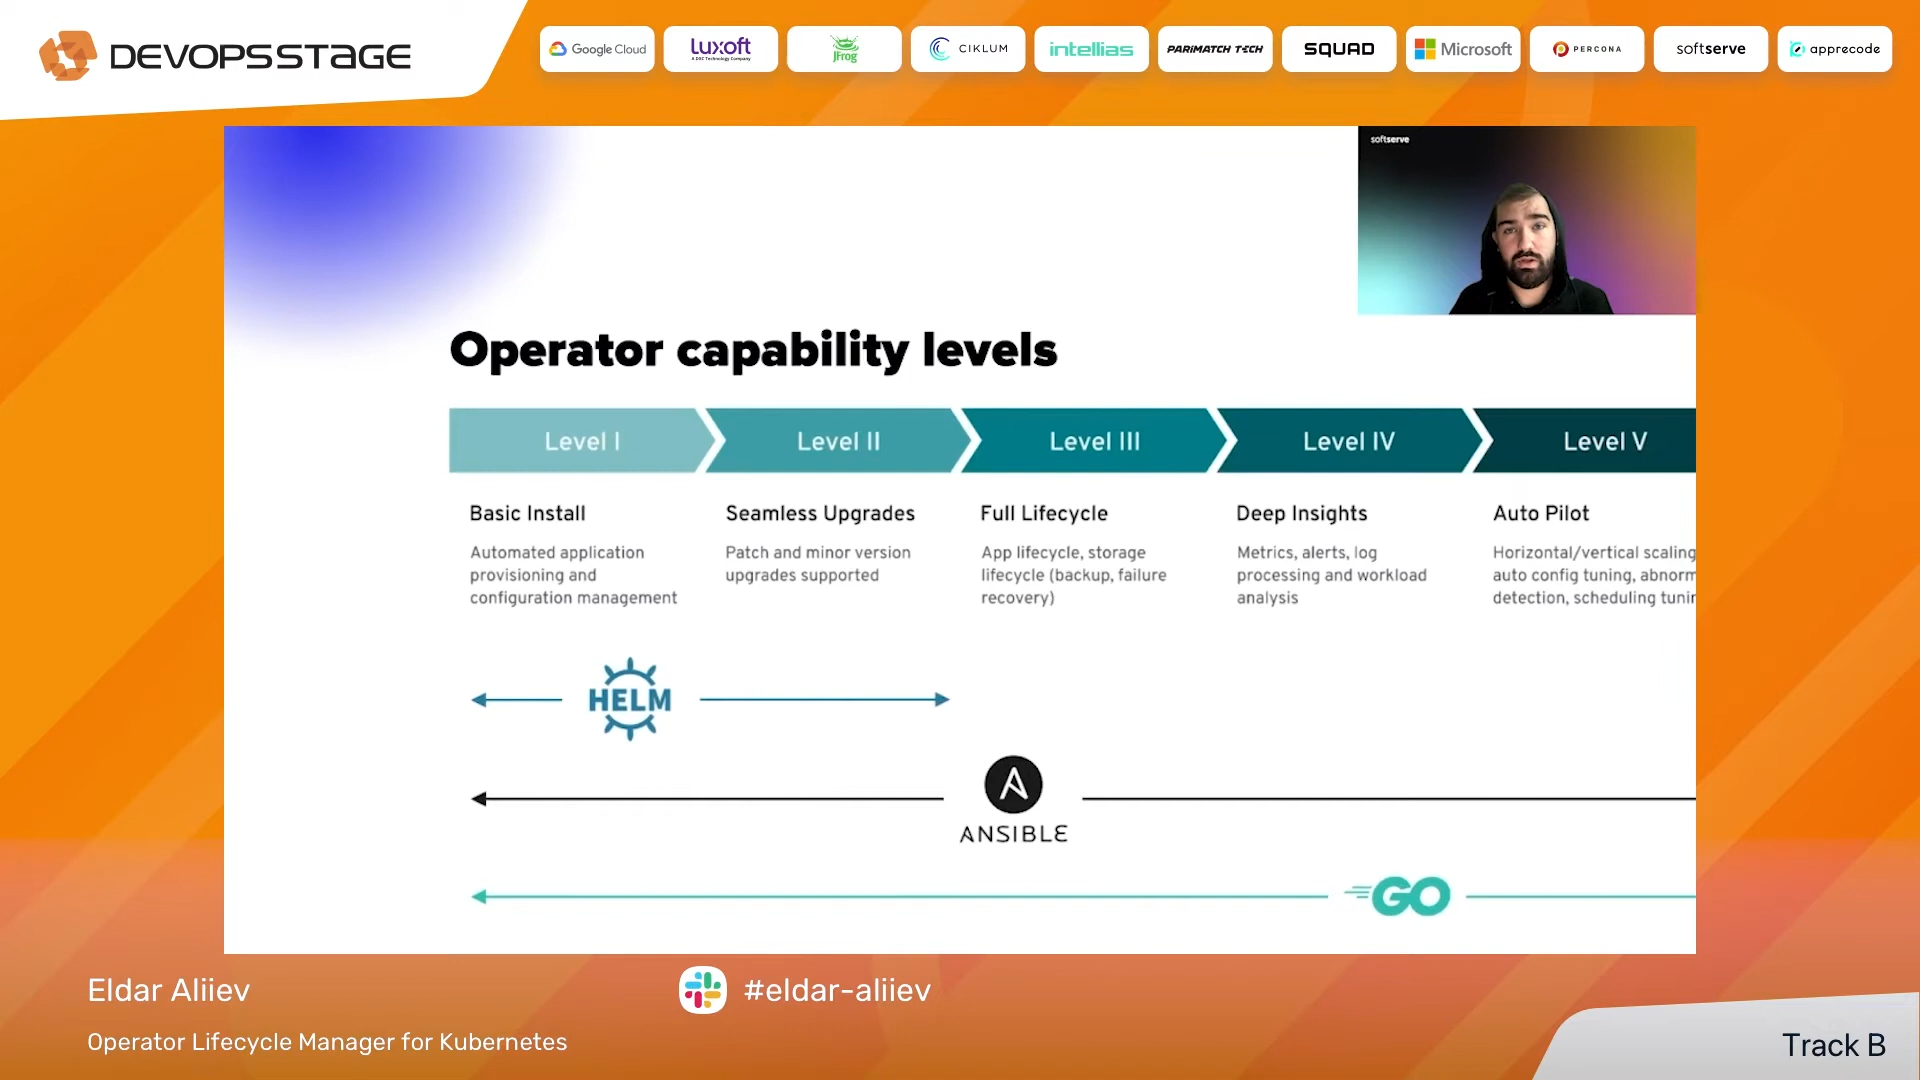 DEVOPSSTAGE
Google Cloud
Luxoft
A DXC Technology Company
JFrog
CIKLUM
intellias
PARIMATCH TECH
SQUAD
Microsoft
PERCONA
softserve
apprecode
softserve
Operator capability levels
Level I
Level II
Level III
Level IV
Level V
Basic Install
Automated application
provisioning and
configuration management
Seamless Upgrades
Patch and minor version
upgrades supported
Full Lifecycle
App lifecycle, storage
lifecycle (backup, failure
recovery)
Deep Insights
Metrics, alerts, log
processing and workload
analysis
Auto Pilot
Horizontal/vertical scaling
auto config tuning, abnorm
detection, scheduling tunin
HELM
ANSIBLE
GO
Eldar Aliiev
#eldar-aliiev
Operator Lifecycle Manager for Kubernetes
Track B